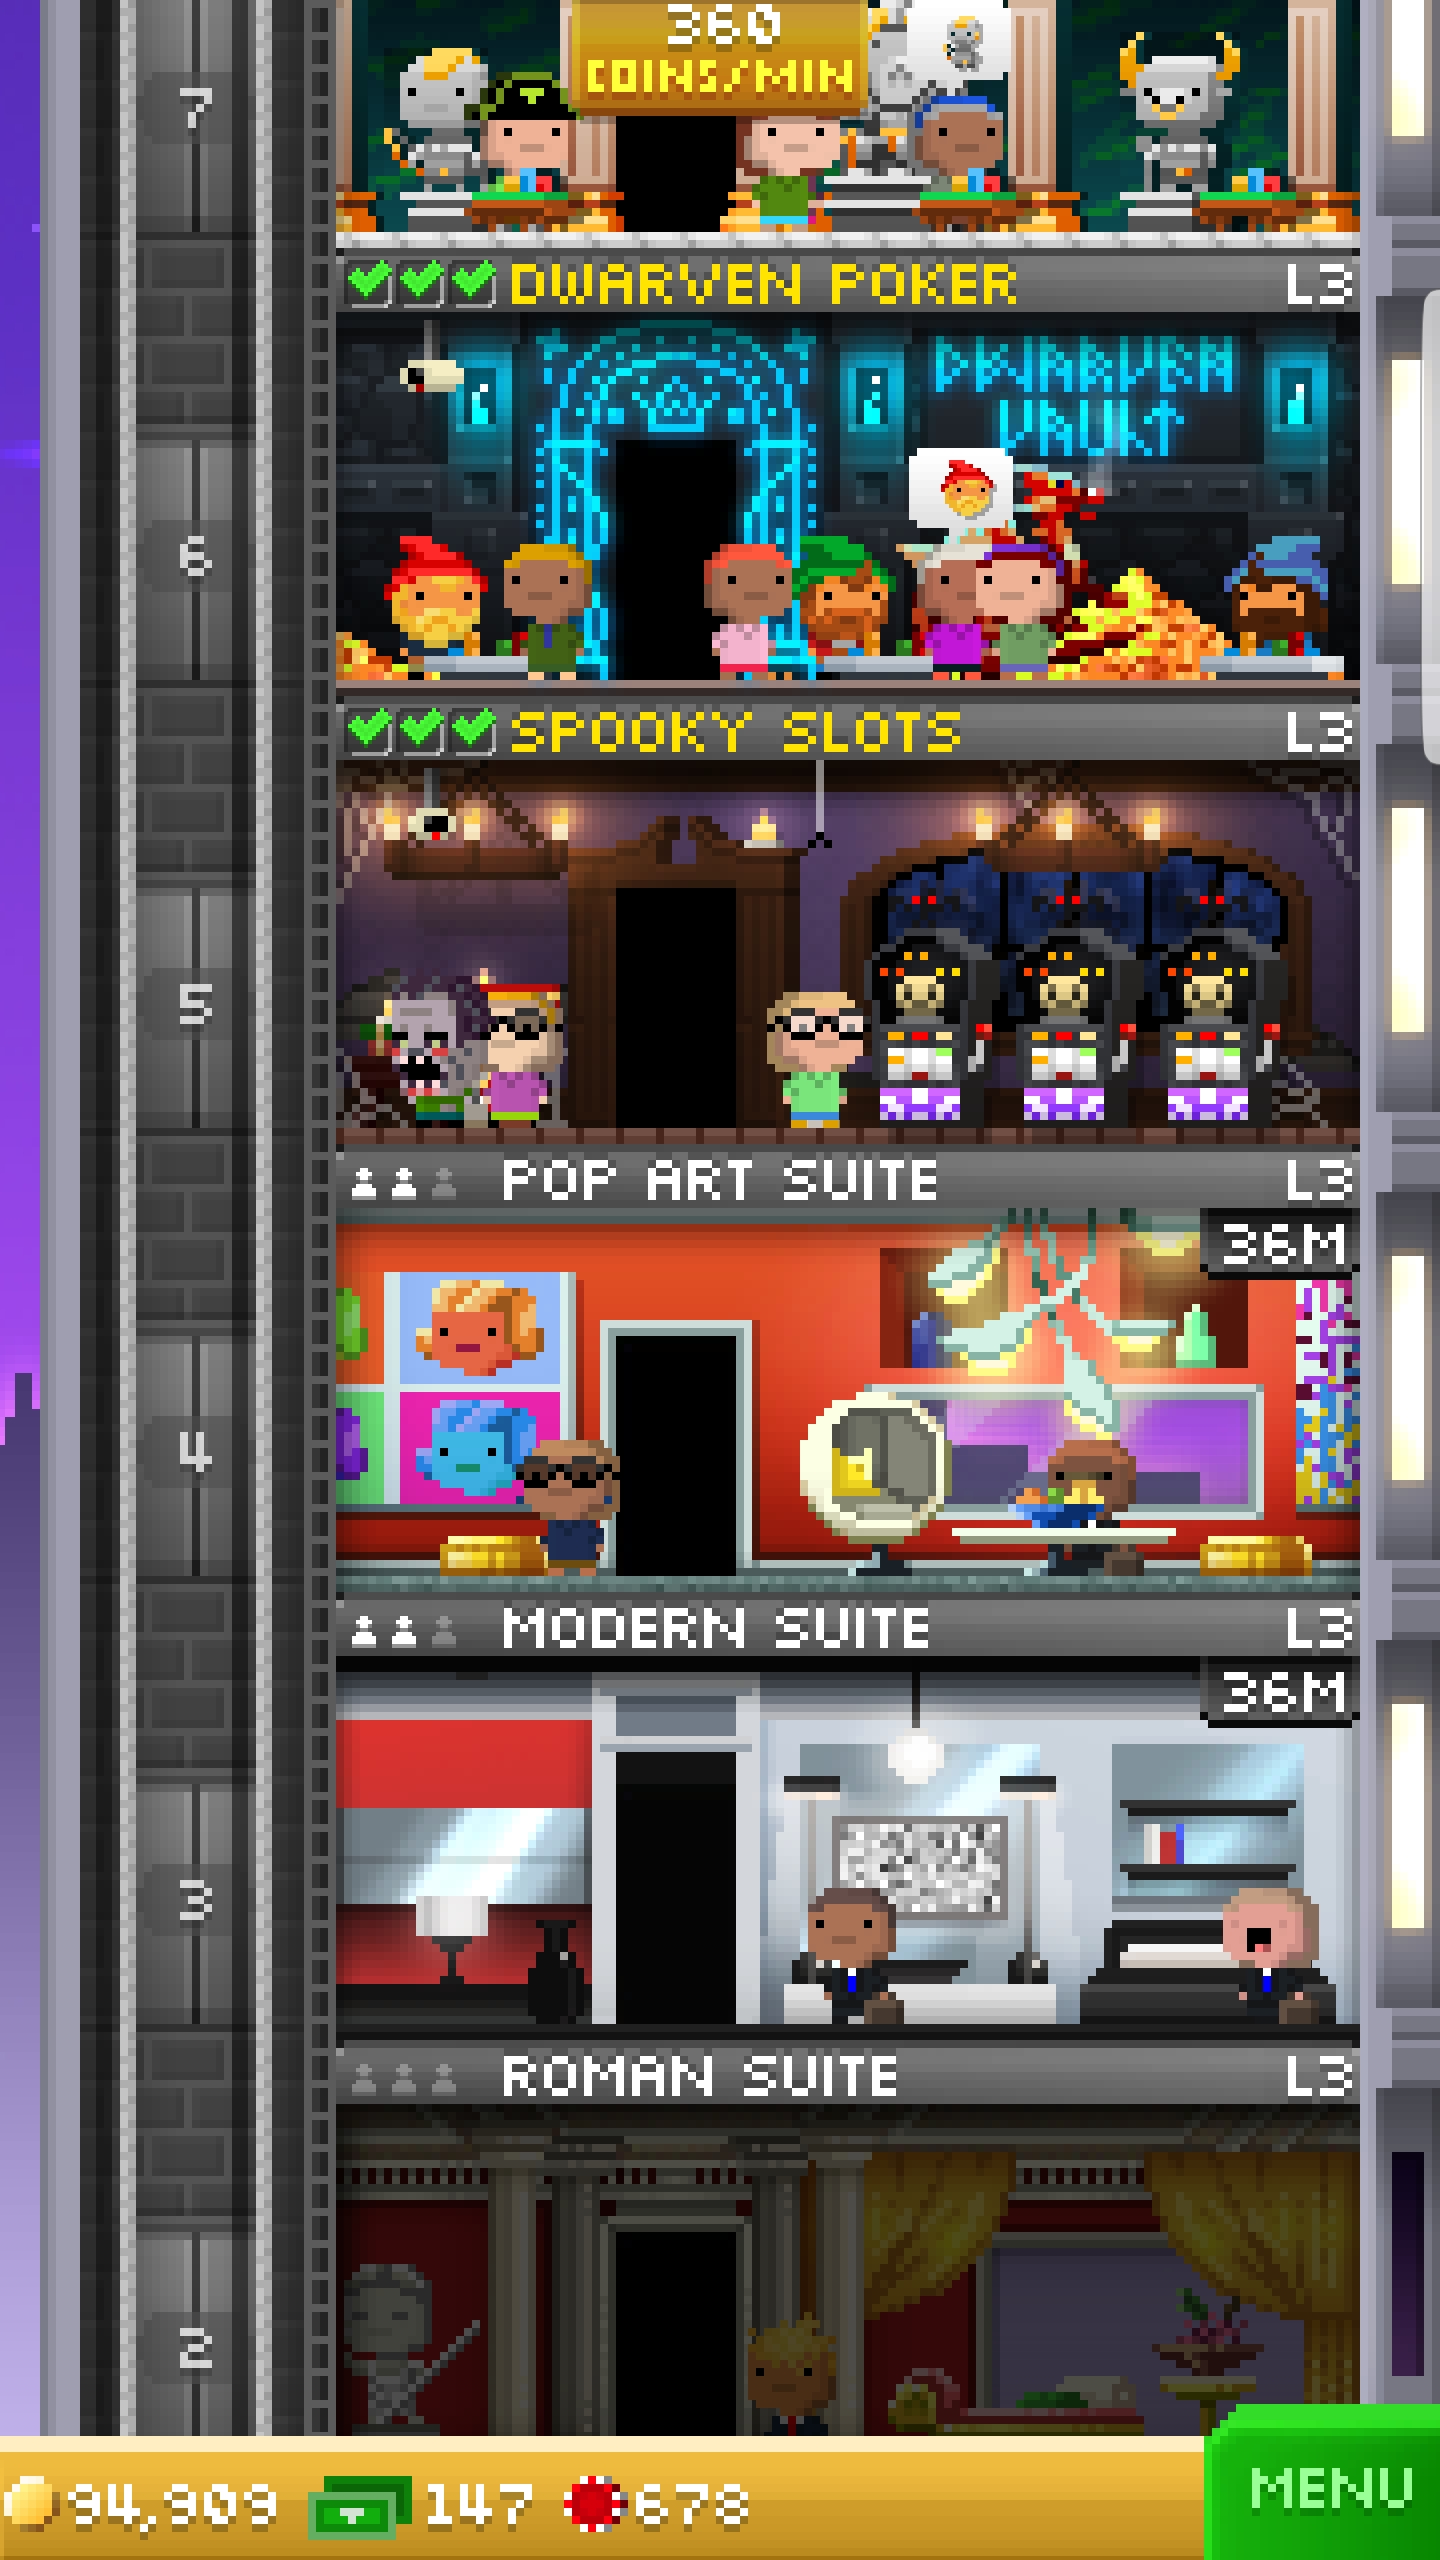 360
COINS/MIN
7
DWARVEN POKER L3
DWARVEN
VAULT
6
SPOOKY SLOTS L3
5
POP ART SUITE L3
36M
4
MODERN SUITE L3
36M
3
ROMAN SUITE L3
2
94,909 147 678 MENU